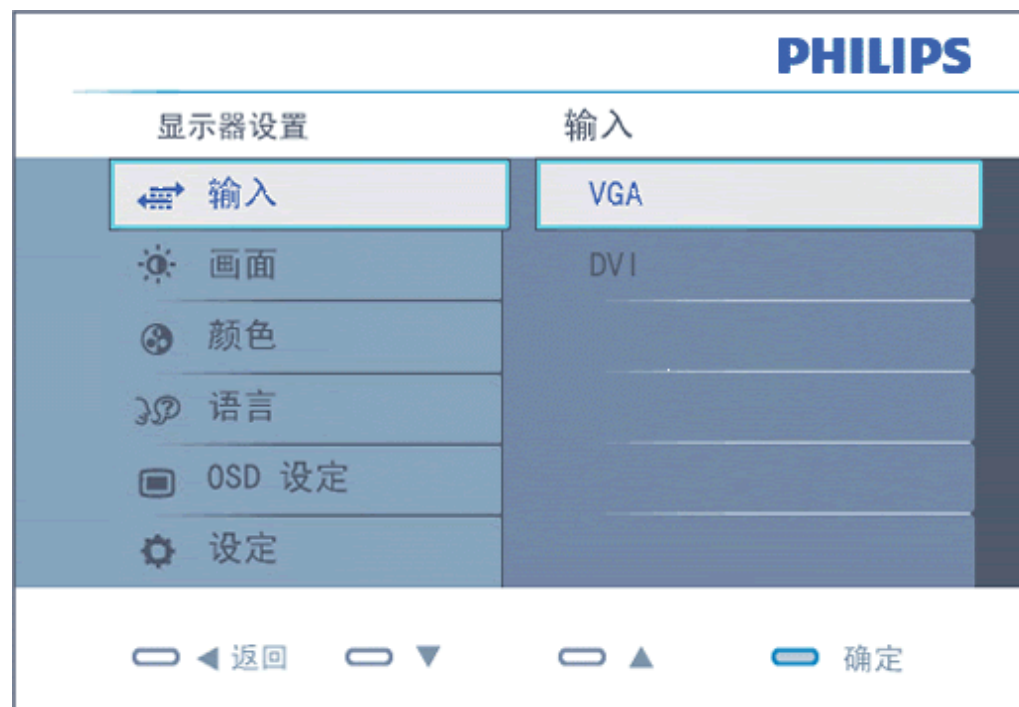 PHILIPS
显示器设置 输入
输入 VGA
画面 DVI
颜色
语言
OSD 设定
设定
返回 确定